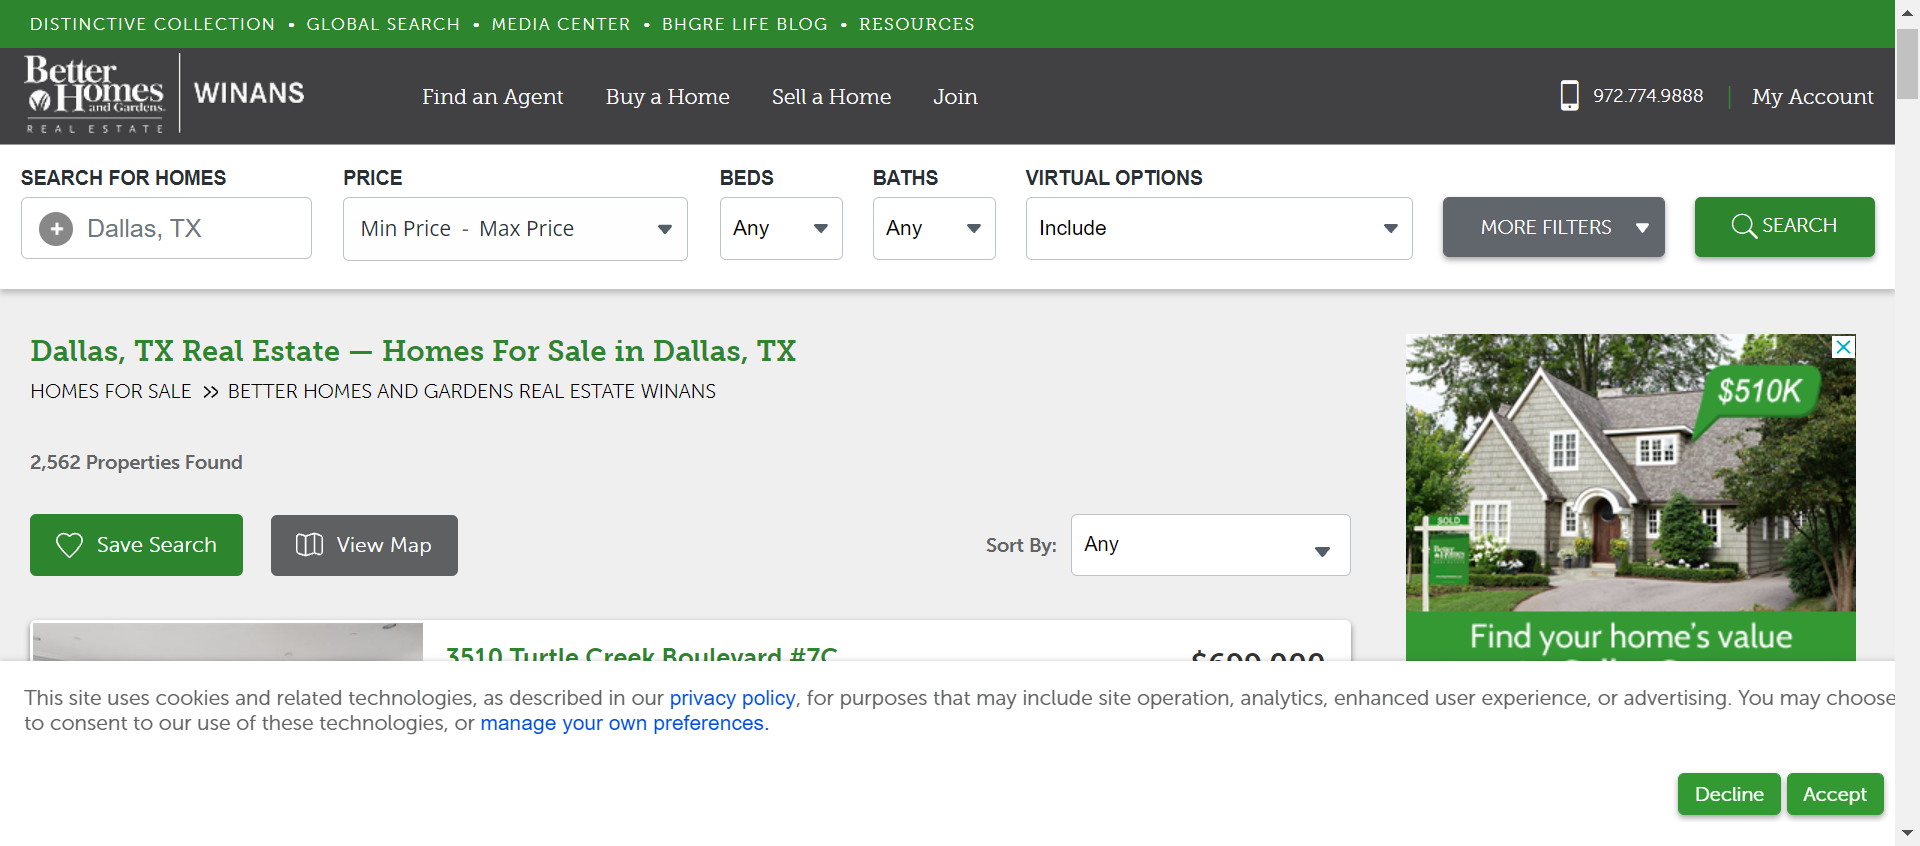 DISTINCTIVE COLLECTION • GLOBAL SEARCH • MEDIA CENTER • BHGRE LIFE BLOG • RESOURCES
Better
Homes
and Gardens.
REAL ESTATE
WINANS
Find an Agent
Buy a Home
Sell a Home
Join
972.774.9888
My Account
SEARCH FOR HOMES
PRICE
BEDS
BATHS
VIRTUAL OPTIONS
Dallas, TX
Min Price - Max Price
Any
Any
Include
MORE FILTERS
SEARCH
Dallas, TX Real Estate — Homes For Sale in Dallas, TX
HOMES FOR SALE » BETTER HOMES AND GARDENS REAL ESTATE WINANS
2,562 Properties Found
Save Search
View Map
Sort By:
Any
$510K
SOLD
Better
Homes
Find your home's value
3510 Turtle Creek Boulevard #7C
$699,000
This site uses cookies and related technologies, as described in our privacy policy, for purposes that may include site operation, analytics, enhanced user experience, or advertising. You may choose
to consent to our use of these technologies, or manage your own preferences.
Decline
Accept